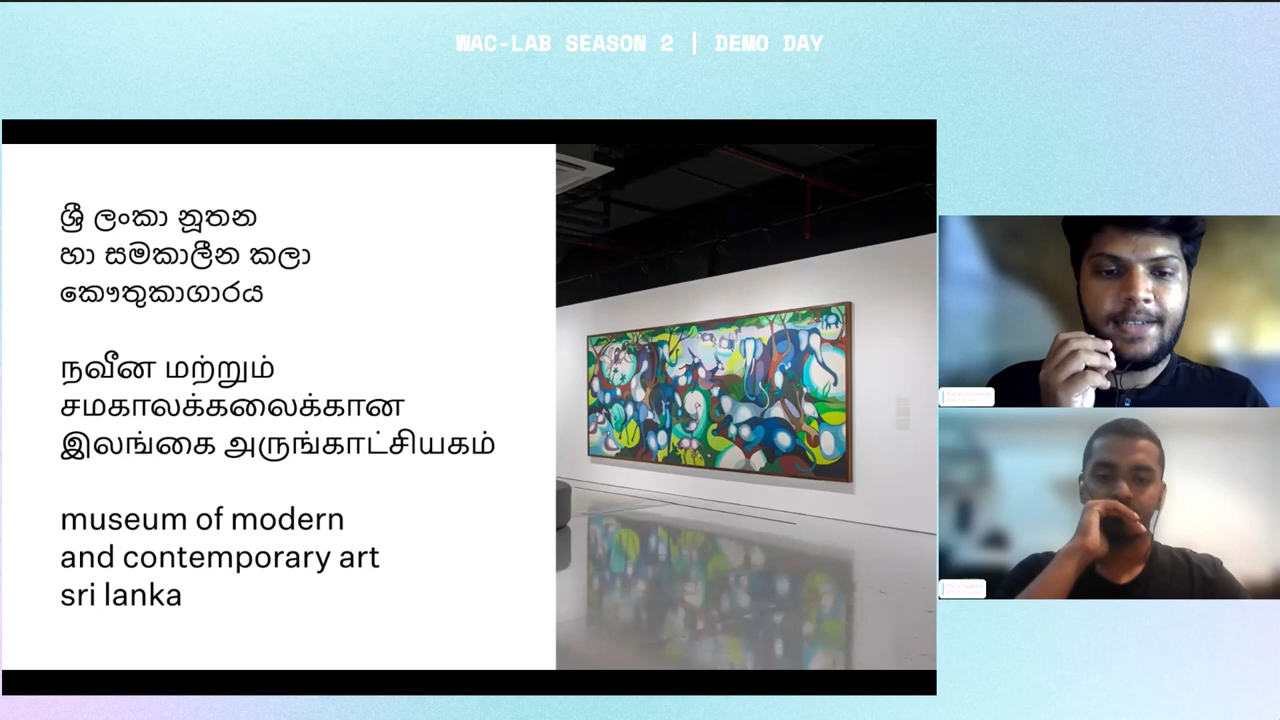 WAC-LAB SEASON 2 | DEMO DAY
ශ්‍රී ලංකා නූතන
හා සමකාලීන කලා
කෞතුකාගාරය
நவீன மற்றும்
சமகாலக்கலைக்கான
இலங்கை அருங்காட்சியகம்
museum of modern
and contemporary art
sri lanka